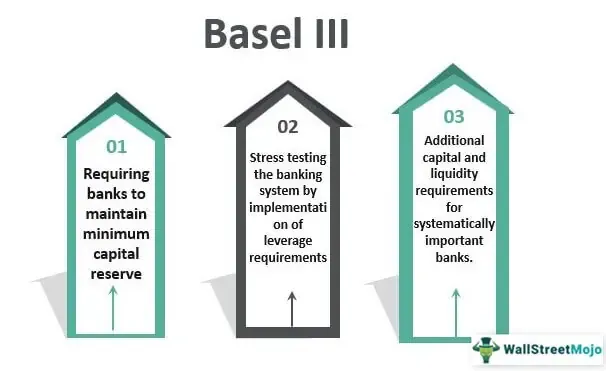 Basel III
01
Requiring
banks to
maintain
minimum
capital
reserve
02
Stress testing
the banking
system by
implementati
on of
leverage
requirements
03
Additional
capital and
liquidity
requirements
for
systematically
important
banks.
WallStreetMojo